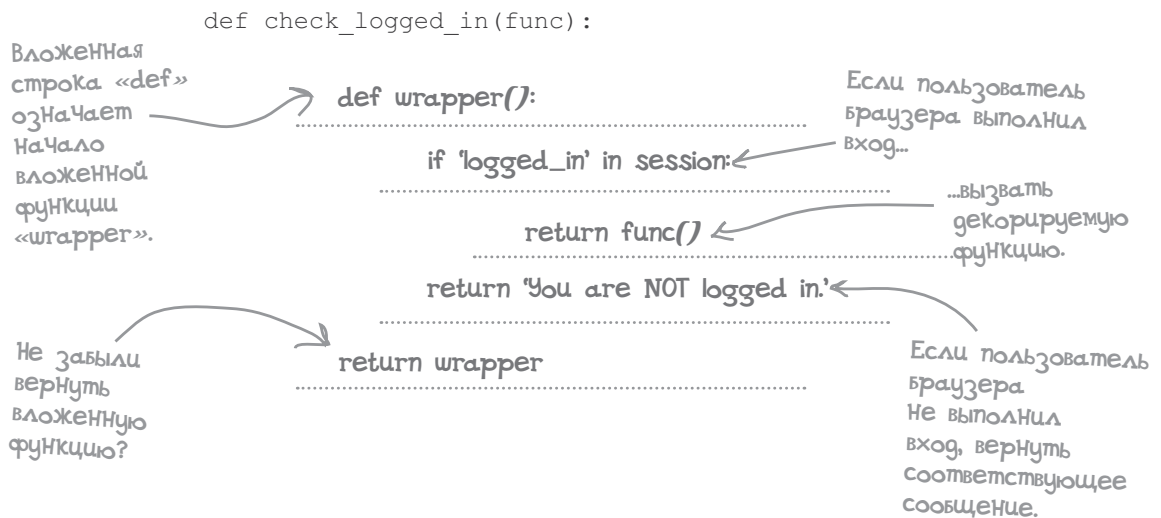 def check_logged_in(func):
Вложенная
строка «def»
означает
начало
вложенной
функции
«wrapper».
def wrapper():
if 'logged_in' in session:
Если пользователь
браузера выполнил
вход...
return func()
...вызвать
декорируемую
функцию.
return 'You are NOT logged in.'
Если пользователь
браузера
не выполнил
вход, вернуть
соответствующее
сообщение.
return wrapper
Не забыли
вернуть
вложенную
функцию?